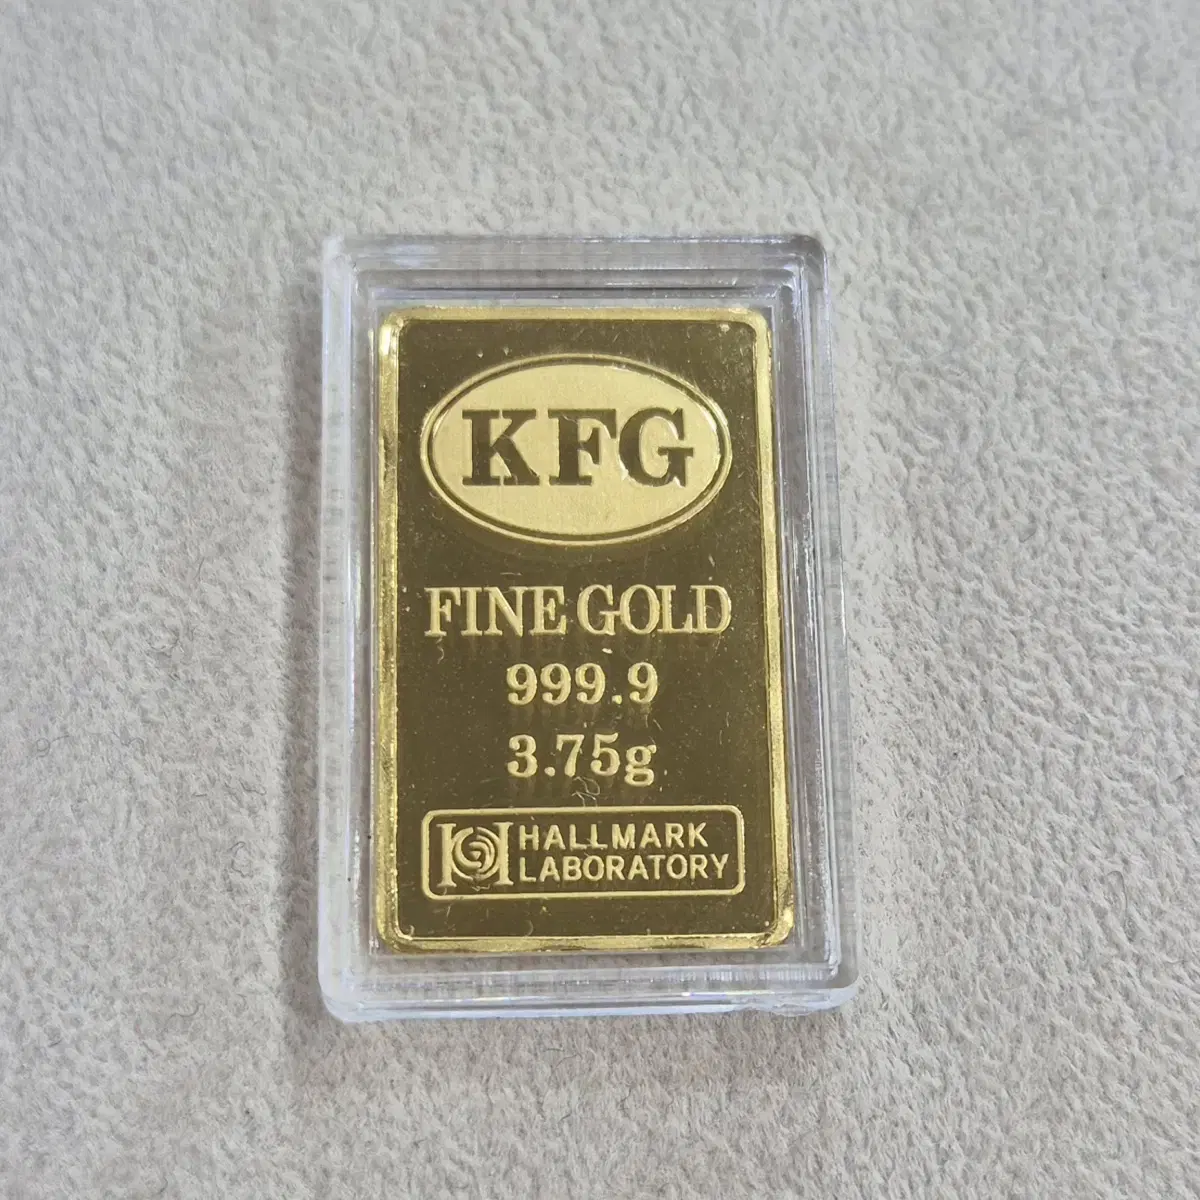 KFG
FINE GOLD
999.9
3.75g
HALLMARK
LABORATORY